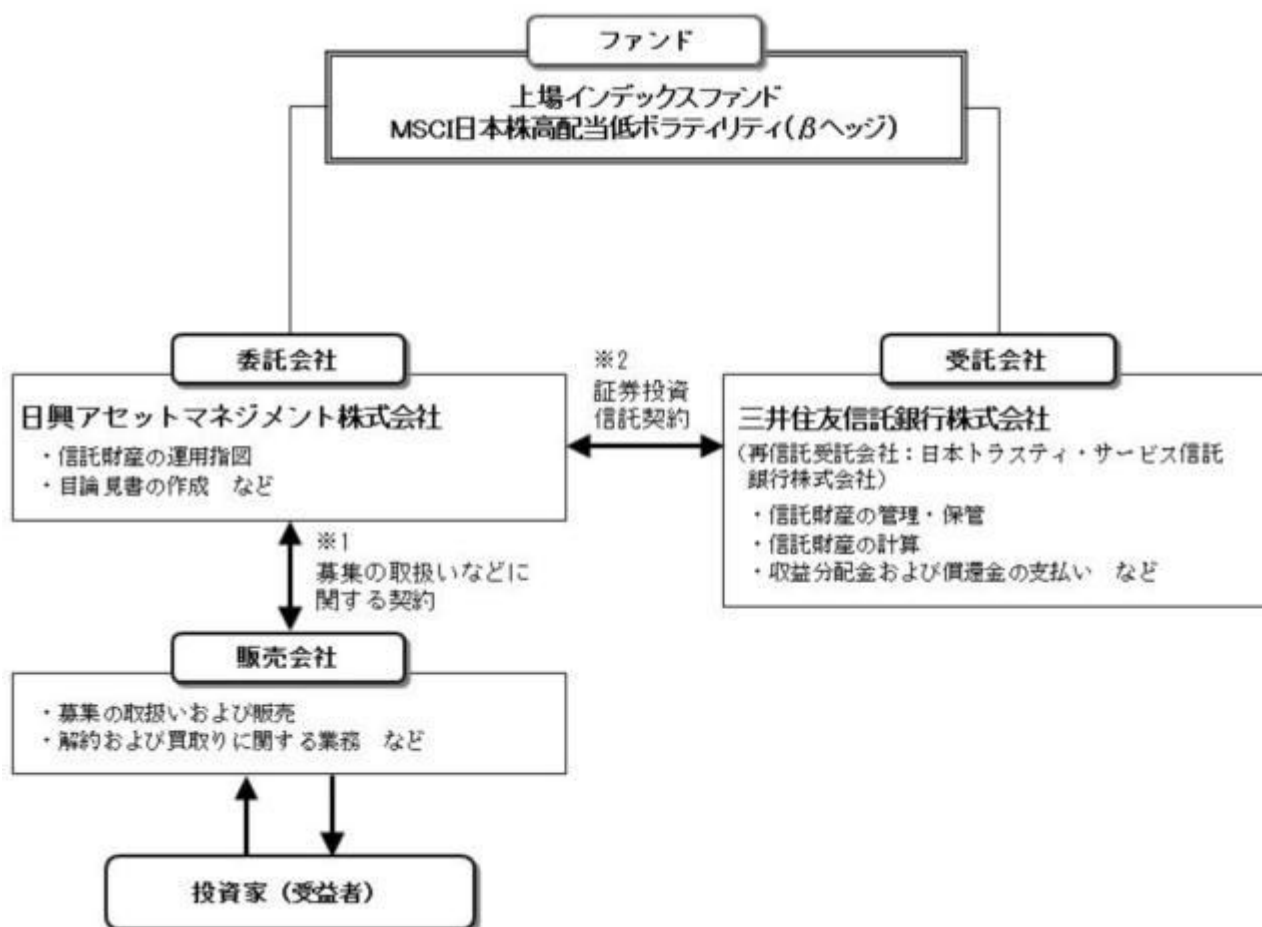 ファンド
上場インデックスファンド
MSCI日本株高配当低ボラティリティ(βヘッジ)
委託会社
日興アセットマネジメント株式会社
・信託財産の運用指図
・目論見書の作成　など
※2
証券投資
信託契約
受託会社
三井住友信託銀行株式会社
(再信託受託会社：日本トラスティ・サービス信託
銀行株式会社)
・信託財産の管理・保管
・信託財産の計算
・収益分配金および償還金の支払い　など
※1
募集の取扱いなどに
関する契約
販売会社
・募集の取扱いおよび販売
・解約および買取りに関する業務　など
投資家（受益者）